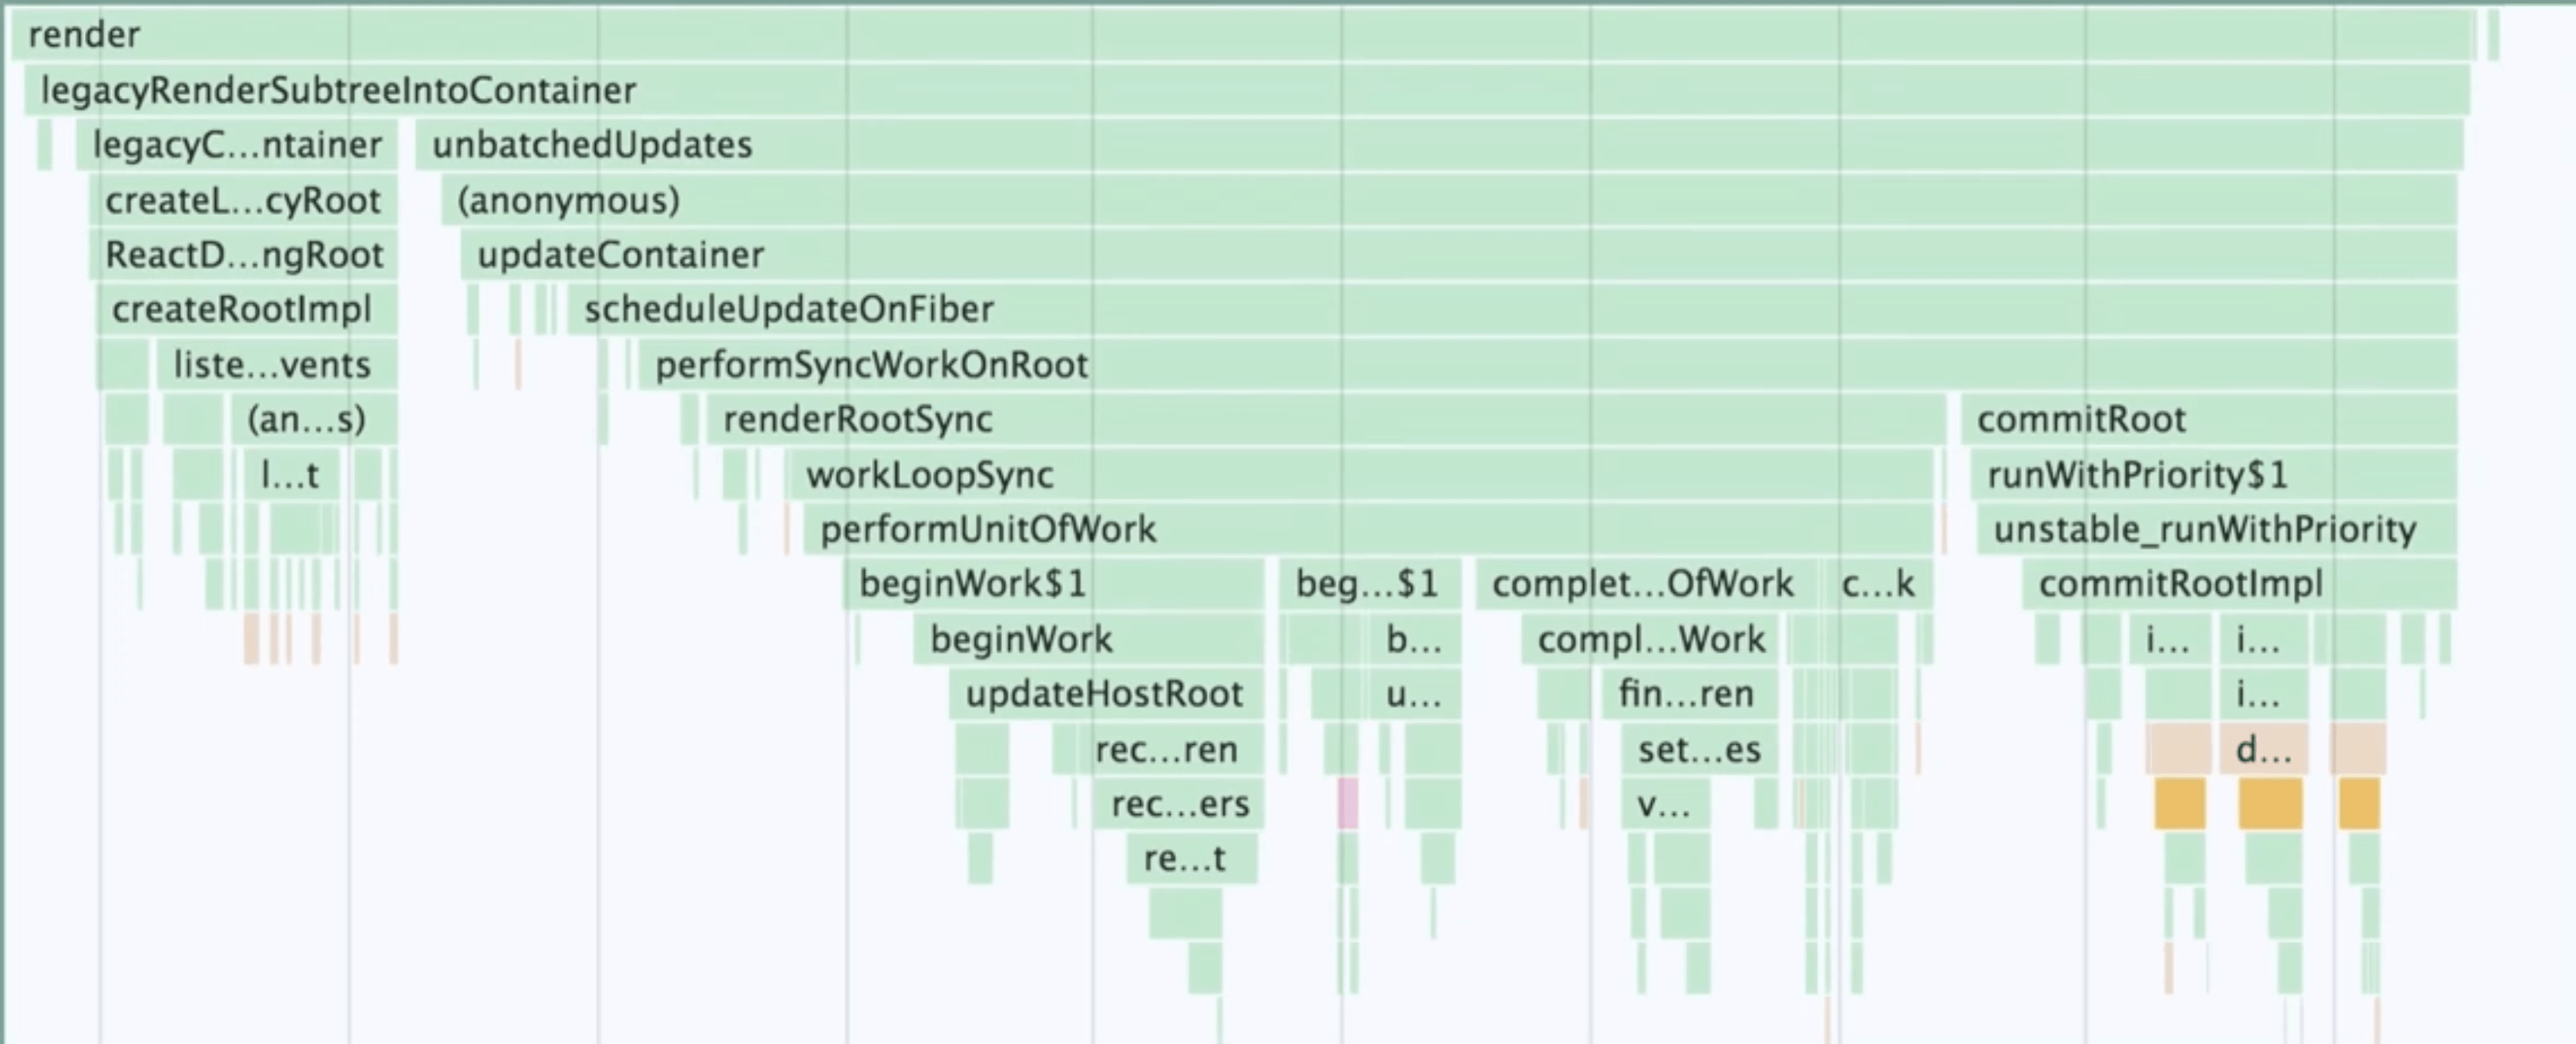 render
legacyRenderSubtreeIntoContainer
legacyC...ntainer unbatchedUpdates
createL...cyRoot (anonymous)
ReactD...ngRoot updateContainer
createRootImpl scheduleUpdateOnFiber
liste...vents performSyncWorkOnRoot
(an...s) renderRootSync commitRoot
l...t workLoopSync runWithPriority$1
performUnitOfWork unstable_runWithPriority
beginWork$1 beg...$1 complet...OfWork c...k commitRootImpl
beginWork b... compl...Work i... i...
updateHostRoot u... fin...ren i...
rec...ren set...es d...
rec...ers v...
re...t